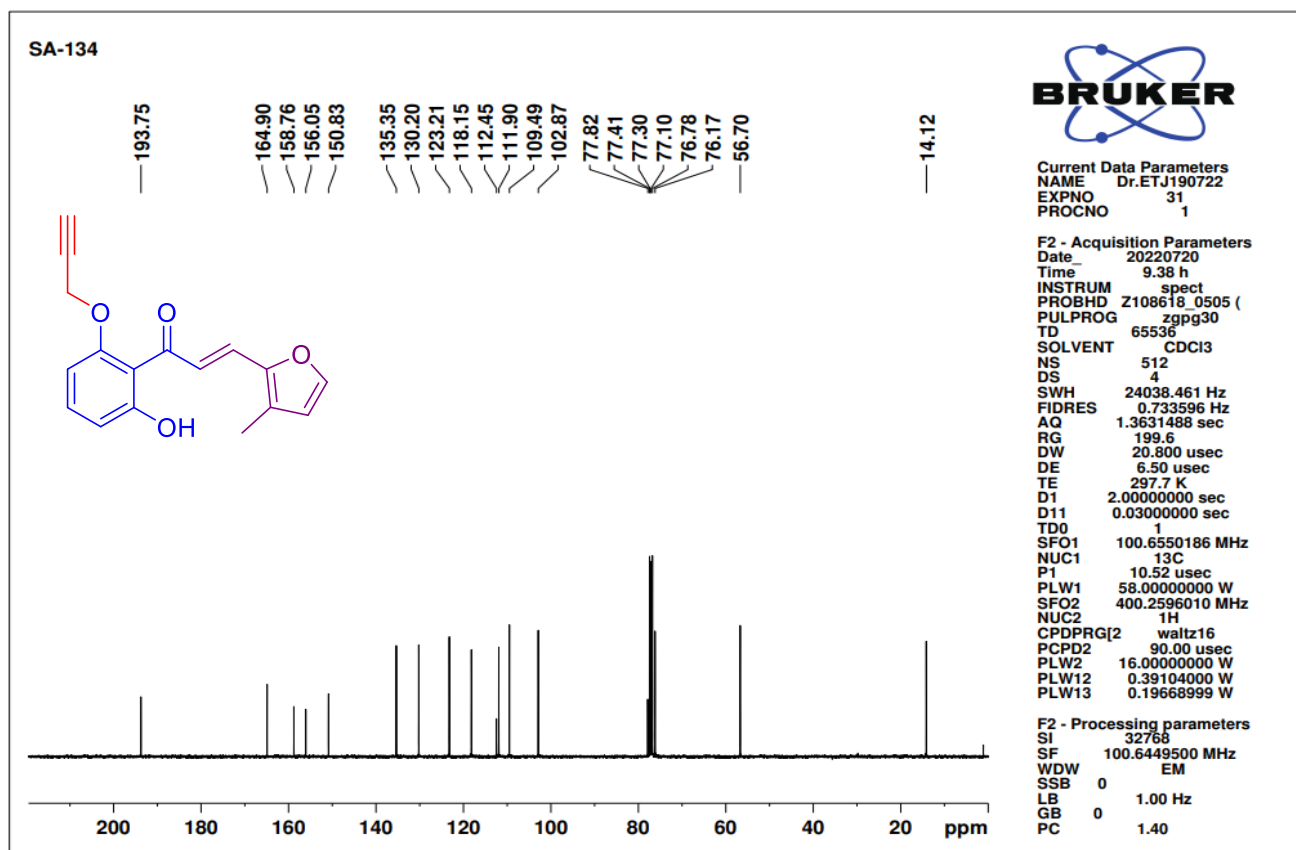 SA-134
193.75
164.90
158.76
156.05
150.83
135.35
130.20
123.21
118.15
112.45
111.90
109.49
102.87
77.82
77.41
77.30
77.10
76.78
76.17
56.70
14.12
O
O
O
OH
200 180 160 140 120 100 80 60 40 20 ppm
BRUKER
Current Data Parameters
NAME Dr.ETJ190722
EXPNO 31
PROCNO 1
F2 - Acquisition Parameters
Date_ 20220720
Time 9.38 h
INSTRUM spect
PROBHD Z108618_0505 (
PULPROG zgpg30
TD 65536
SOLVENT CDCl3
NS 512
DS 4
SWH 24038.461 Hz
FIDRES 0.733596 Hz
AQ 1.3631488 sec
RG 199.6
DW 20.800 usec
DE 6.50 usec
TE 297.7 K
D1 2.00000000 sec
D11 0.03000000 sec
TD0 1
SFO1 100.6550186 MHz
NUC1 13C
P1 10.52 usec
PLW1 58.00000000 W
SFO2 400.2596010 MHz
NUC2 1H
CPDPRG[2 waltz16
PCPD2 90.00 usec
PLW2 16.00000000 W
PLW12 0.39104000 W
PLW13 0.19668999 W
F2 - Processing parameters
SI 32768
SF 100.6449500 MHz
WDW EM
SSB 0
LB 1.00 Hz
GB 0
PC 1.40